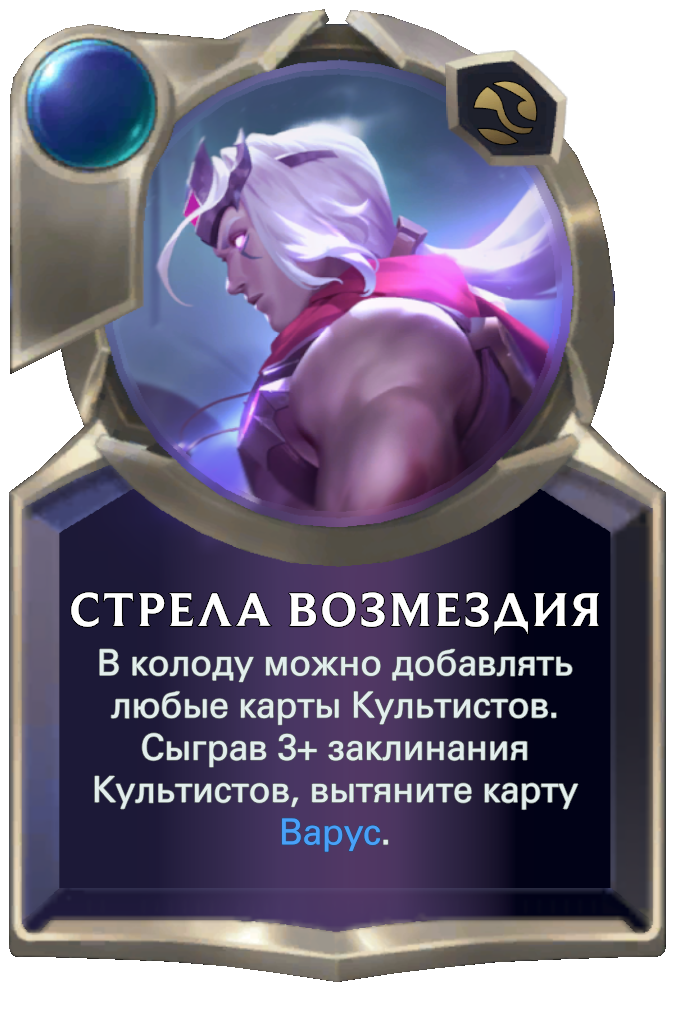 СТРЕЛА ВОЗМЕЗДИЯ
В колоду можно добавлять
любые карты Культистов.
Сыграв 3+ заклинания
Культистов, вытяните карту
Варус.